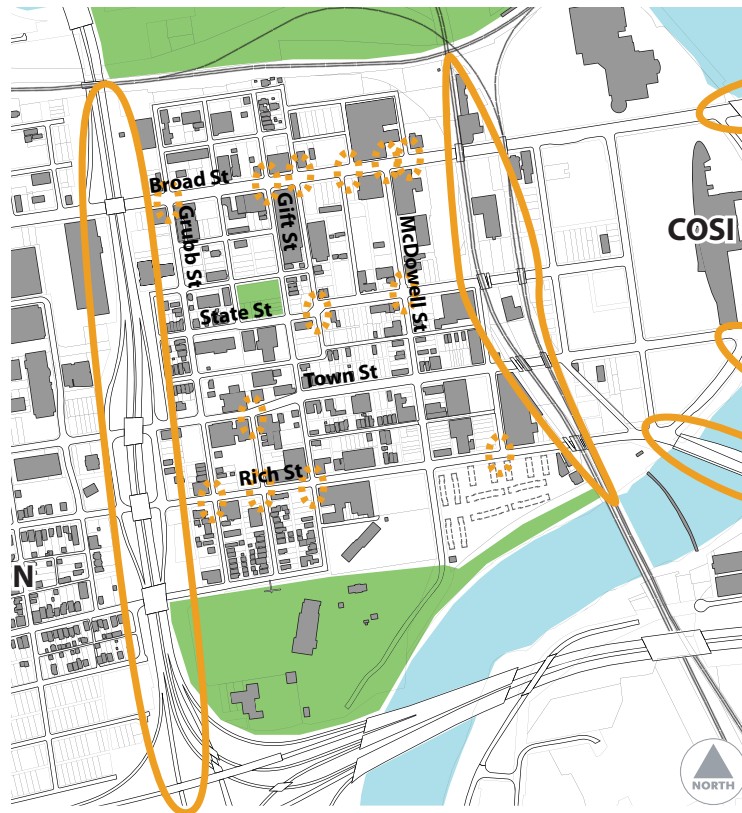 Broad St
Grubb St
Gift St
McDowell St
COSI
State St
Town St
Rich St
N
NORTH